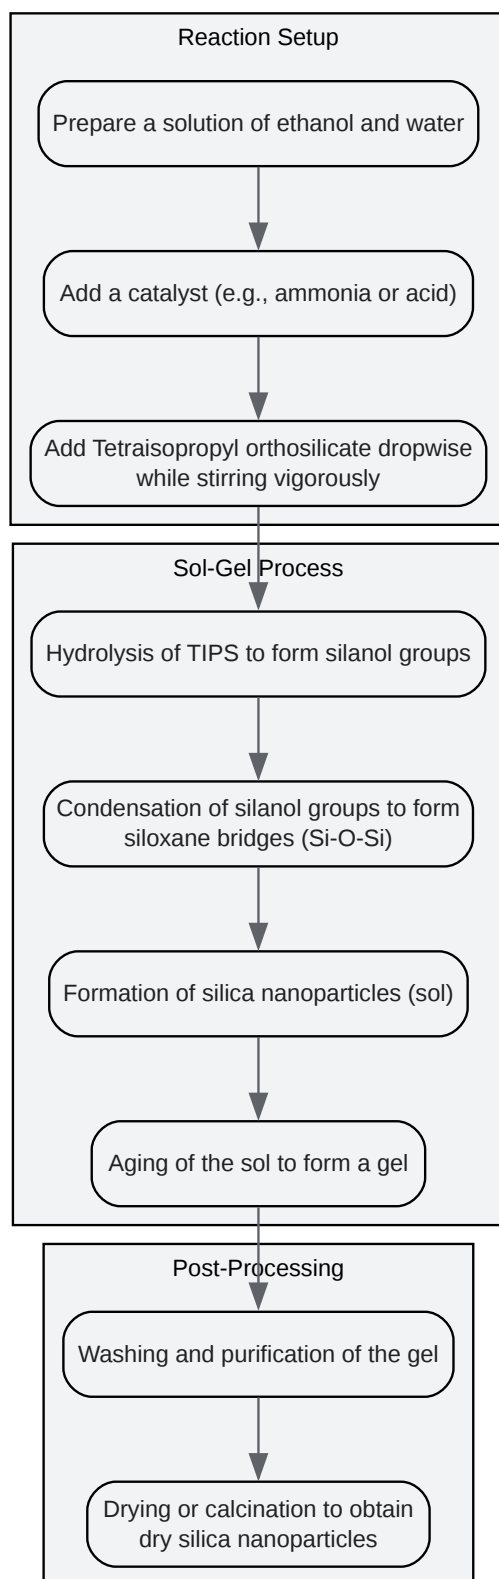 Reaction Setup
Prepare a solution of ethanol and water
Add a catalyst (e.g., ammonia or acid)
Add Tetraisopropyl orthosilicate dropwise
while stirring vigorously
Sol-Gel Process
Hydrolysis of TIPS to form silanol groups
Condensation of silanol groups to form
siloxane bridges (Si-O-Si)
Formation of silica nanoparticles (sol)
Aging of the sol to form a gel
Post-Processing
Washing and purification of the gel
Drying or calcination to obtain
dry silica nanoparticles